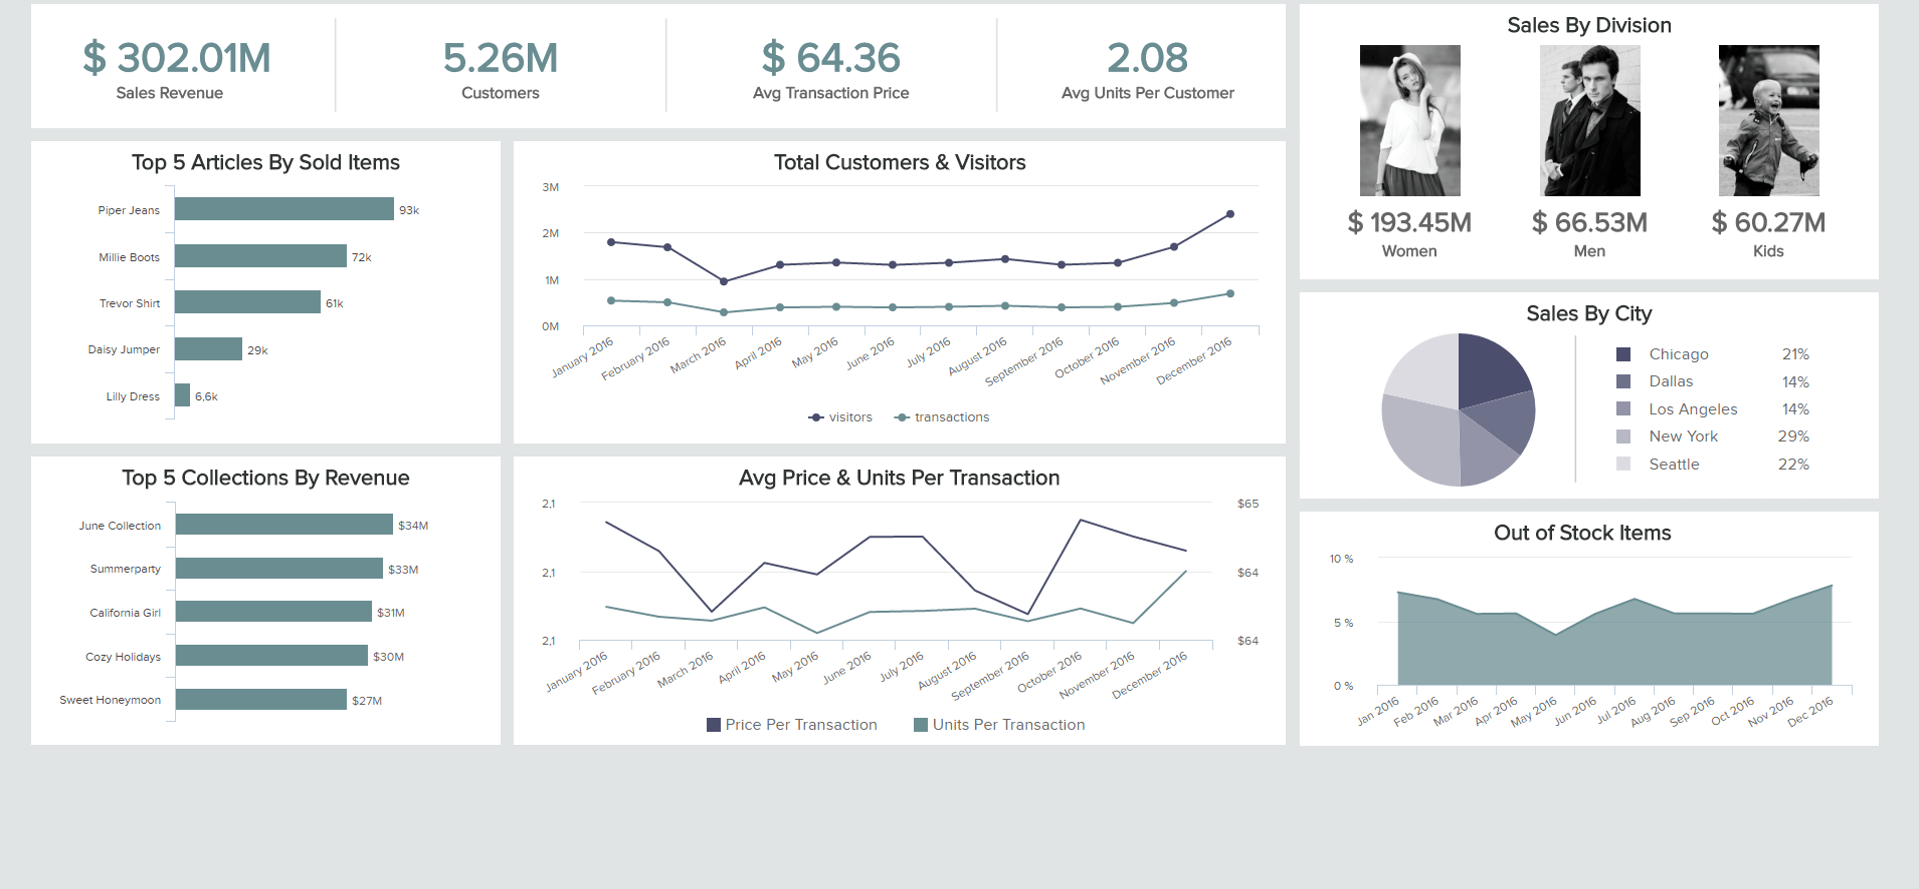 $ 302.01M
Sales Revenue
5.26M
Customers
$ 64.36
Avg Transaction Price
2.08
Avg Units Per Customer
Top 5 Articles By Sold Items
Piper Jeans 93k
Millie Boots 72k
Trevor Shirt 61k
Daisy Jumper 29k
Lilly Dress 6,6k
Total Customers & Visitors
3M
2M
1M
0M
January 2016 February 2016 March 2016 April 2016 May 2016 June 2016 July 2016 August 2016 September 2016 October 2016 November 2016 December 2016
visitors transactions
Top 5 Collections By Revenue
June Collection $34M
Summerparty $33M
California Girl $31M
Cozy Holidays $30M
Sweet Honeymoon $27M
Avg Price & Units Per Transaction
2,1 $65
2,1 $64
2,1 $64
January 2016 February 2016 March 2016 April 2016 May 2016 June 2016 July 2016 August 2016 September 2016 October 2016 November 2016 December 2016
Price Per Transaction Units Per Transaction
Sales By Division
$ 193.45M $ 66.53M $ 60.27M
Women Men Kids
Sales By City
Chicago 21%
Dallas 14%
Los Angeles 14%
New York 29%
Seattle 22%
Out of Stock Items
10 %
5 %
0 %
Jan 2016 Feb 2016 Mar 2016 Apr 2016 May 2016 Jun 2016 Jul 2016 Aug 2016 Sep 2016 Oct 2016 Nov 2016 Dec 2016